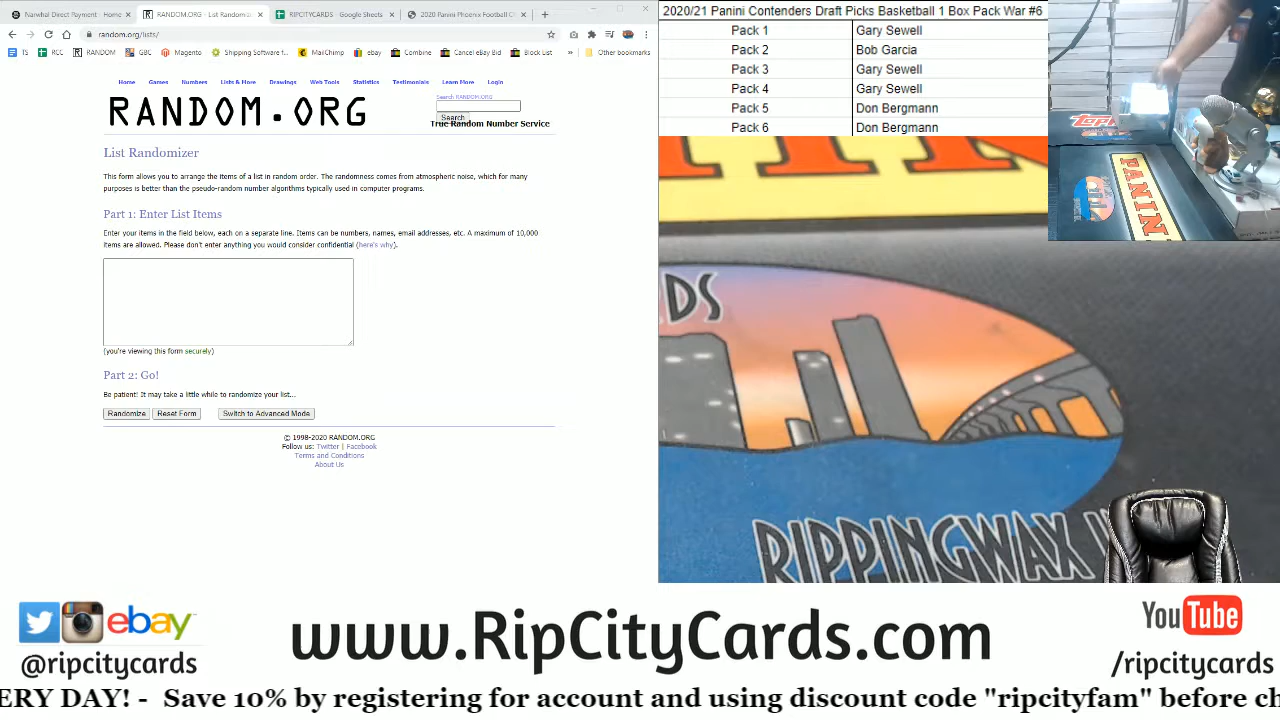 Narwhal Direct Payment - Home
RANDOM.ORG - List Randomiz
RIPCITYCARDS - Google Sheets
2020 Panini Phoenix Football C
random.org/lists/
TS
RCC
RANDOM
GBC
Magento
Shipping Software f...
MailChimp
ebay
Combine
Cancel eBay Bid
Block List
»
Other bookmarks
Home
Games
Numbers
Lists & More
Drawings
Web Tools
Statistics
Testimonials
Learn More
Login
RANDOM.ORG
Search RANDOM.ORG
Search
True Random Number Service
List Randomizer
This form allows you to arrange the items of a list in random order. The randomness comes from atmospheric noise, which for many
purposes is better than the pseudo-random number algorithms typically used in computer programs.
Part 1: Enter List Items
Enter your items in the field below, each on a separate line. Items can be numbers, names, email addresses, etc. A maximum of 10,000
items are allowed. Please don't enter anything you would consider confidential (here's why).
(you're viewing this form securely)
Part 2: Go!
Be patient! It may take a little while to randomize your list...
Randomize
Reset Form
Switch to Advanced Mode
© 1998-2020 RANDOM.ORG
Follow us: Twitter | Facebook
Terms and Conditions
About Us
2020/21 Panini Contenders Draft Picks Basketball 1 Box Pack War #6
Pack 1 Gary Sewell
Pack 2 Bob Garcia
Pack 3 Gary Sewell
Pack 4 Gary Sewell
Pack 5 Don Bergmann
Pack 6 Don Bergmann
PANINI
DS
RIPPINGWAX
ebay
@ripcitycards
www.RipCityCards.com
YouTube
/ripcitycards
ERY DAY! - Save 10% by registering for account and using discount code "ripcityfam" before ch